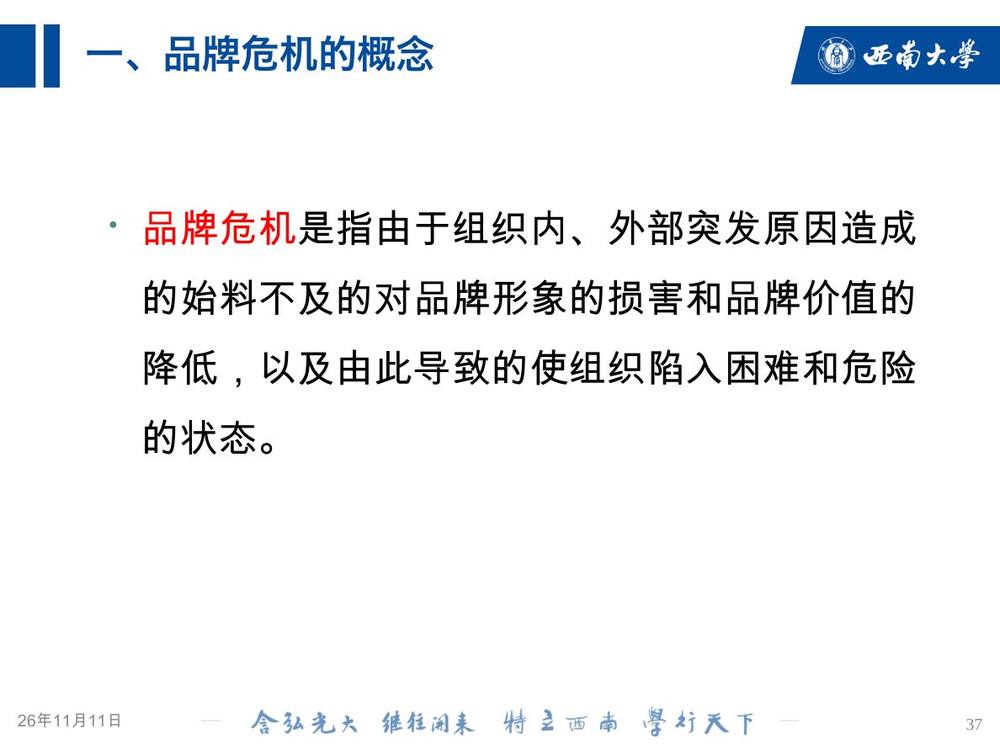 一、品牌危机的概念
西南大学
• 品牌危机是指由于组织内、外部突发原因造成
的始料不及的对品牌形象的损害和品牌价值的
降低，以及由此导致的使组织陷入困难和危险
的状态。
26年11月11日
含弘光大 继往开来 特立西南 學行天下
37